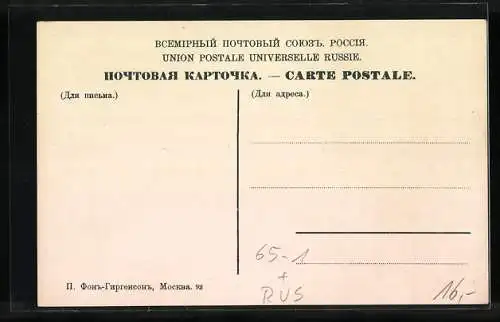 ВСЕМІРНЫЙ ПОЧТОВЫЙ СОЮЗЪ. РОССІЯ.
UNION POSTALE UNIVERSELLE RUSSIE.
ПОЧТОВАЯ КАРТОЧКА. — CARTE POSTALE.
(Для письма.)
(Для адреса.)
65-1
+
RUS
16,-
П. Фонъ-Гиргенсонъ, Москва. 92